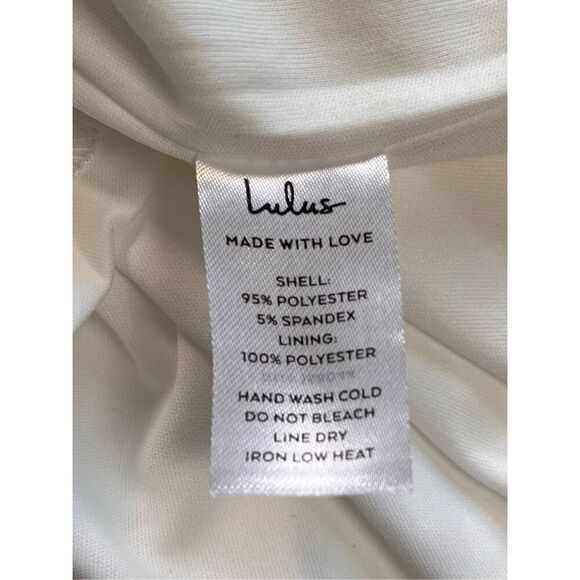 Lulus
MADE WITH LOVE
SHELL:
95% POLYESTER
5% SPANDEX
LINING:
100% POLYESTER
HAND WASH COLD
DO NOT BLEACH
LINE DRY
IRON LOW HEAT